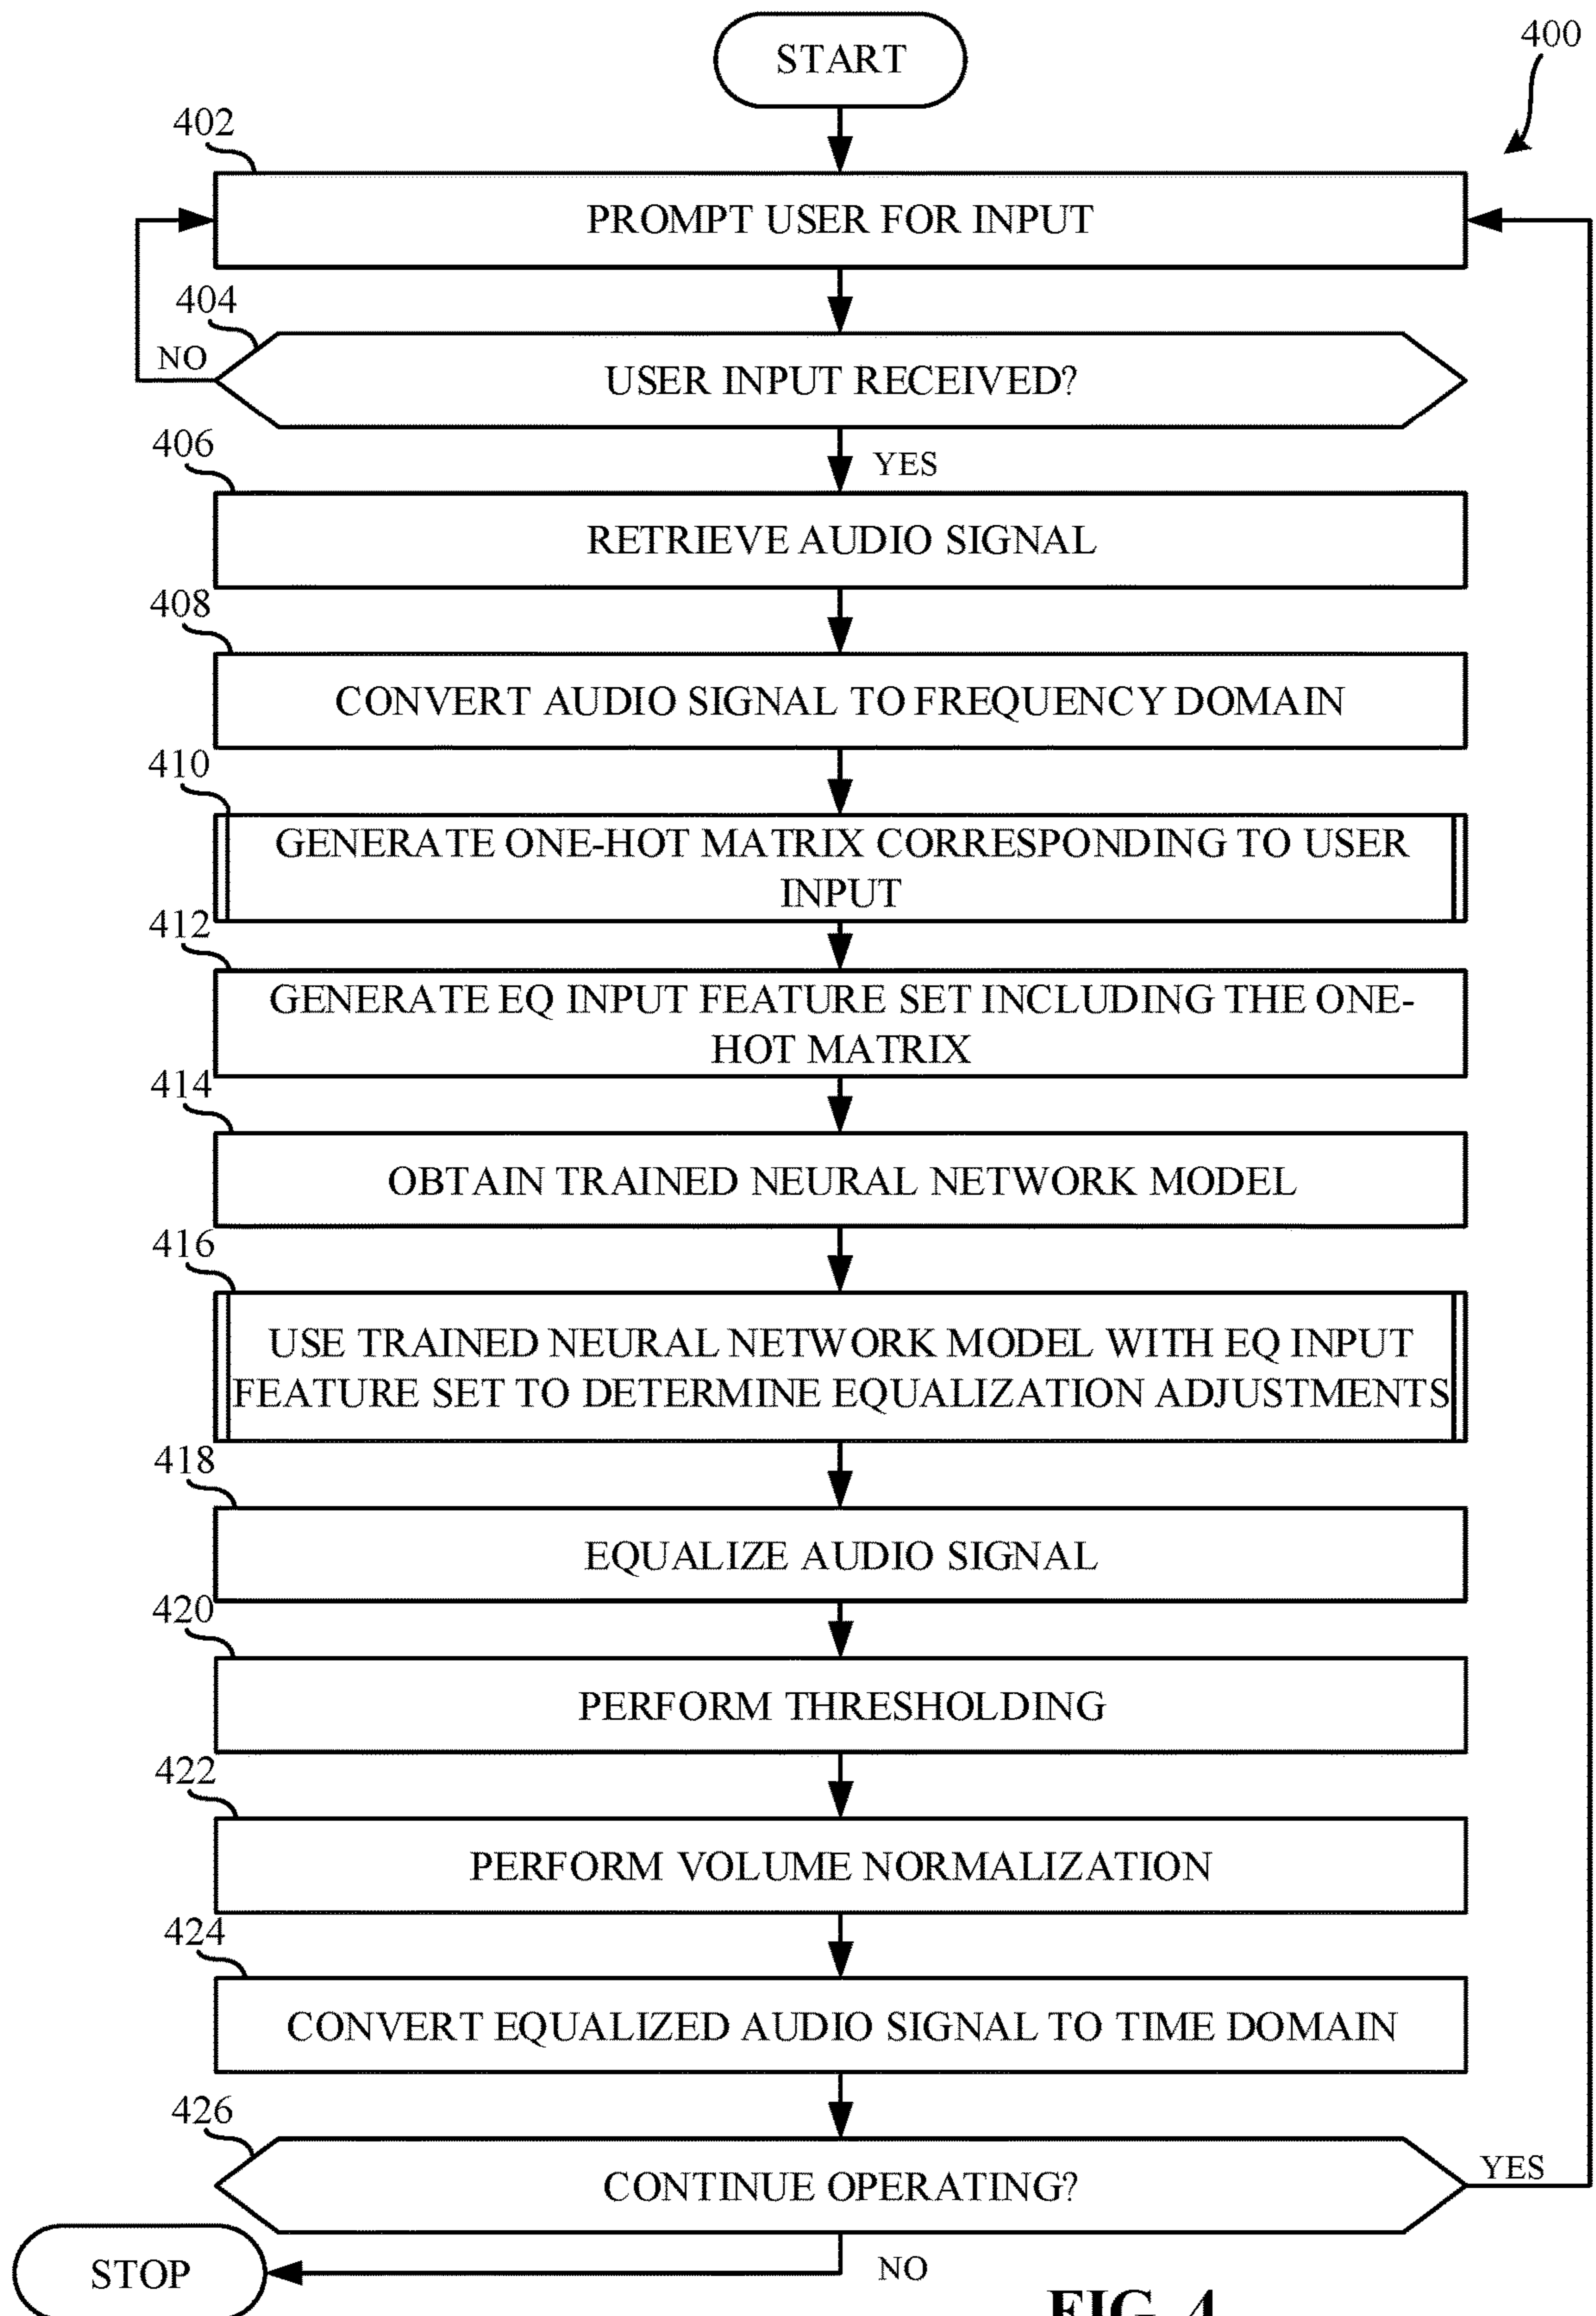 START
400
402
PROMPT USER FOR INPUT
404
NO
USER INPUT RECEIVED?
YES
406
RETRIEVE AUDIO SIGNAL
408
CONVERT AUDIO SIGNAL TO FREQUENCY DOMAIN
410
GENERATE ONE-HOT MATRIX CORRESPONDING TO USER
INPUT
412
GENERATE EQ INPUT FEATURE SET INCLUDING THE ONE-
HOT MATRIX
414
OBTAIN TRAINED NEURAL NETWORK MODEL
416
USE TRAINED NEURAL NETWORK MODEL WITH EQ INPUT
FEATURE SET TO DETERMINE EQUALIZATION ADJUSTMENTS
418
EQUALIZE AUDIO SIGNAL
420
PERFORM THRESHOLDING
422
PERFORM VOLUME NORMALIZATION
424
CONVERT EQUALIZED AUDIO SIGNAL TO TIME DOMAIN
426
CONTINUE OPERATING?
YES
NO
STOP
FIG. 4